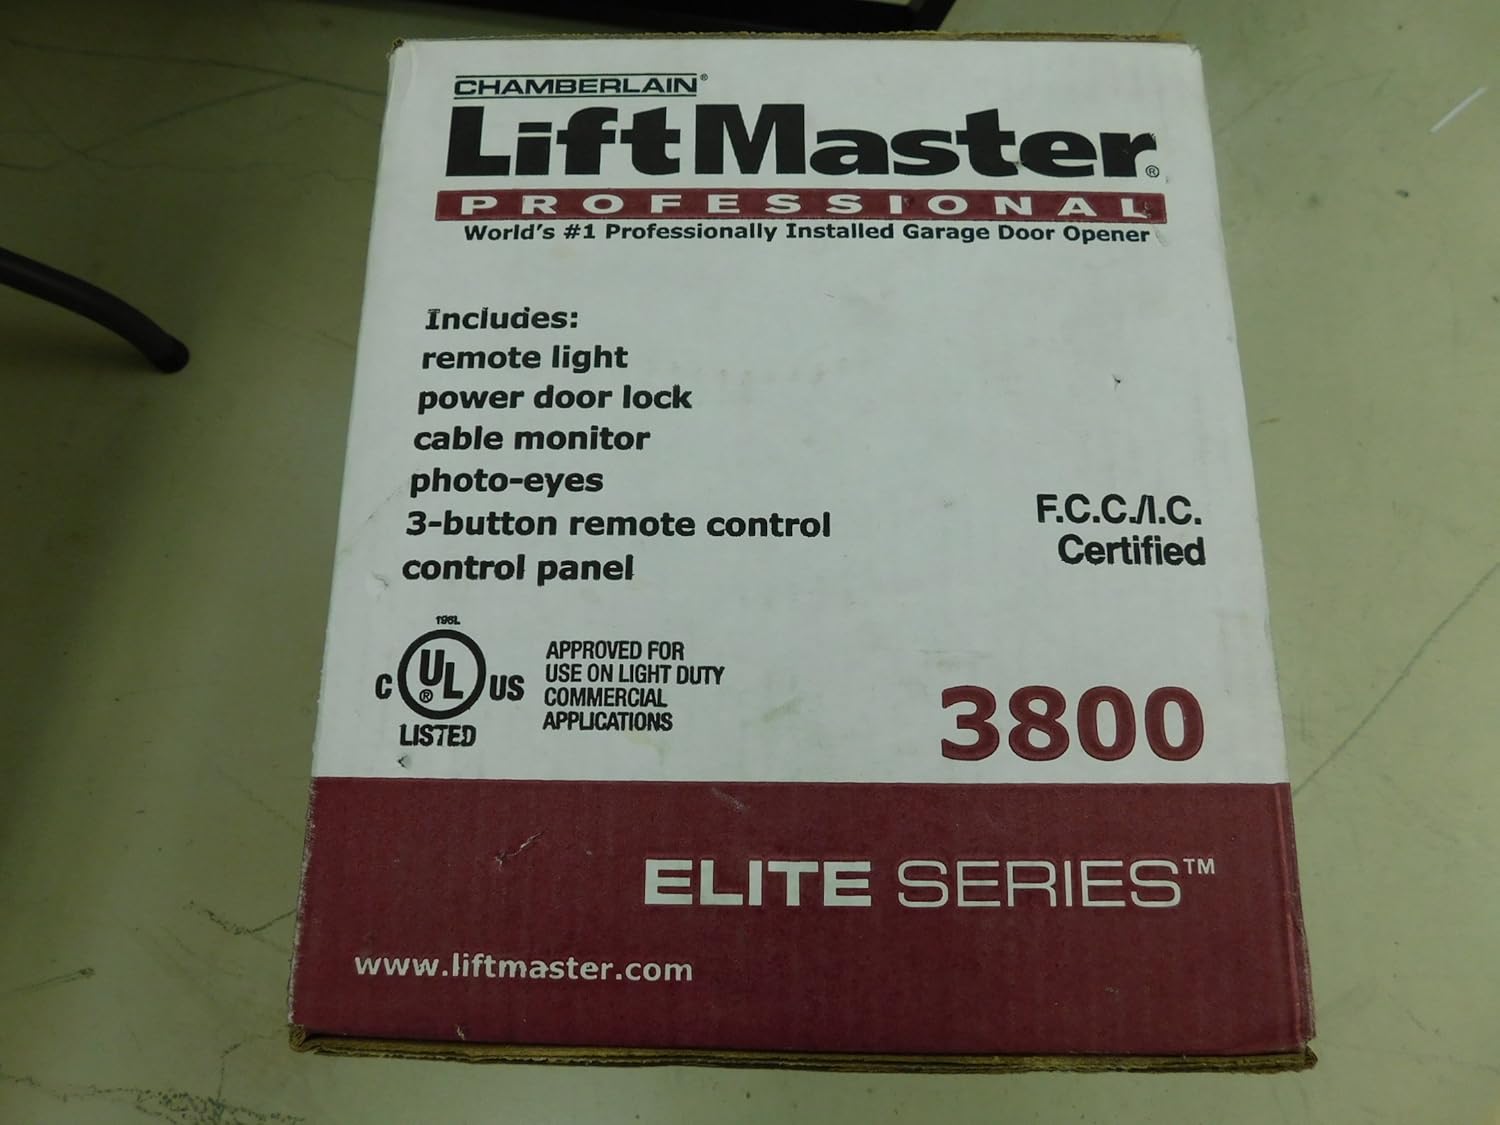 CHAMBERLAIN®
LiftMaster®
PROFESSIONAL
World's #1 Professionally Installed Garage Door Opener
Includes:
remote light
power door lock
cable monitor
photo-eyes
3-button remote control
control panel
F.C.C./I.C.
Certified
196L
C UL® US
LISTED
APPROVED FOR
USE ON LIGHT DUTY
COMMERCIAL
APPLICATIONS
3800
ELITE SERIES™
www.liftmaster.com